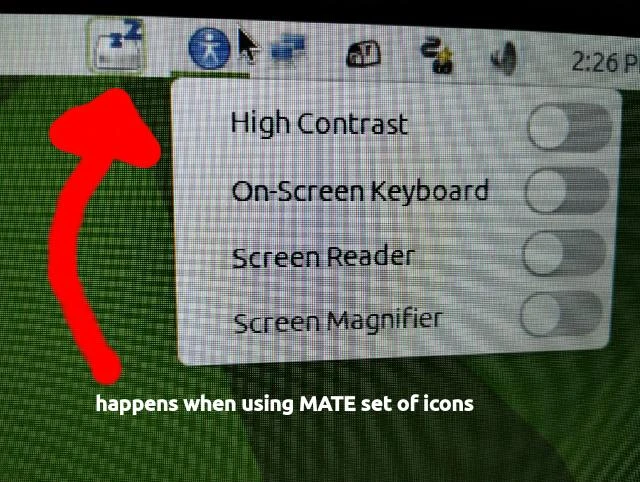 2:26 P
High Contrast
On-Screen Keyboard
Screen Reader
Screen Magnifier
happens when using MATE set of icons